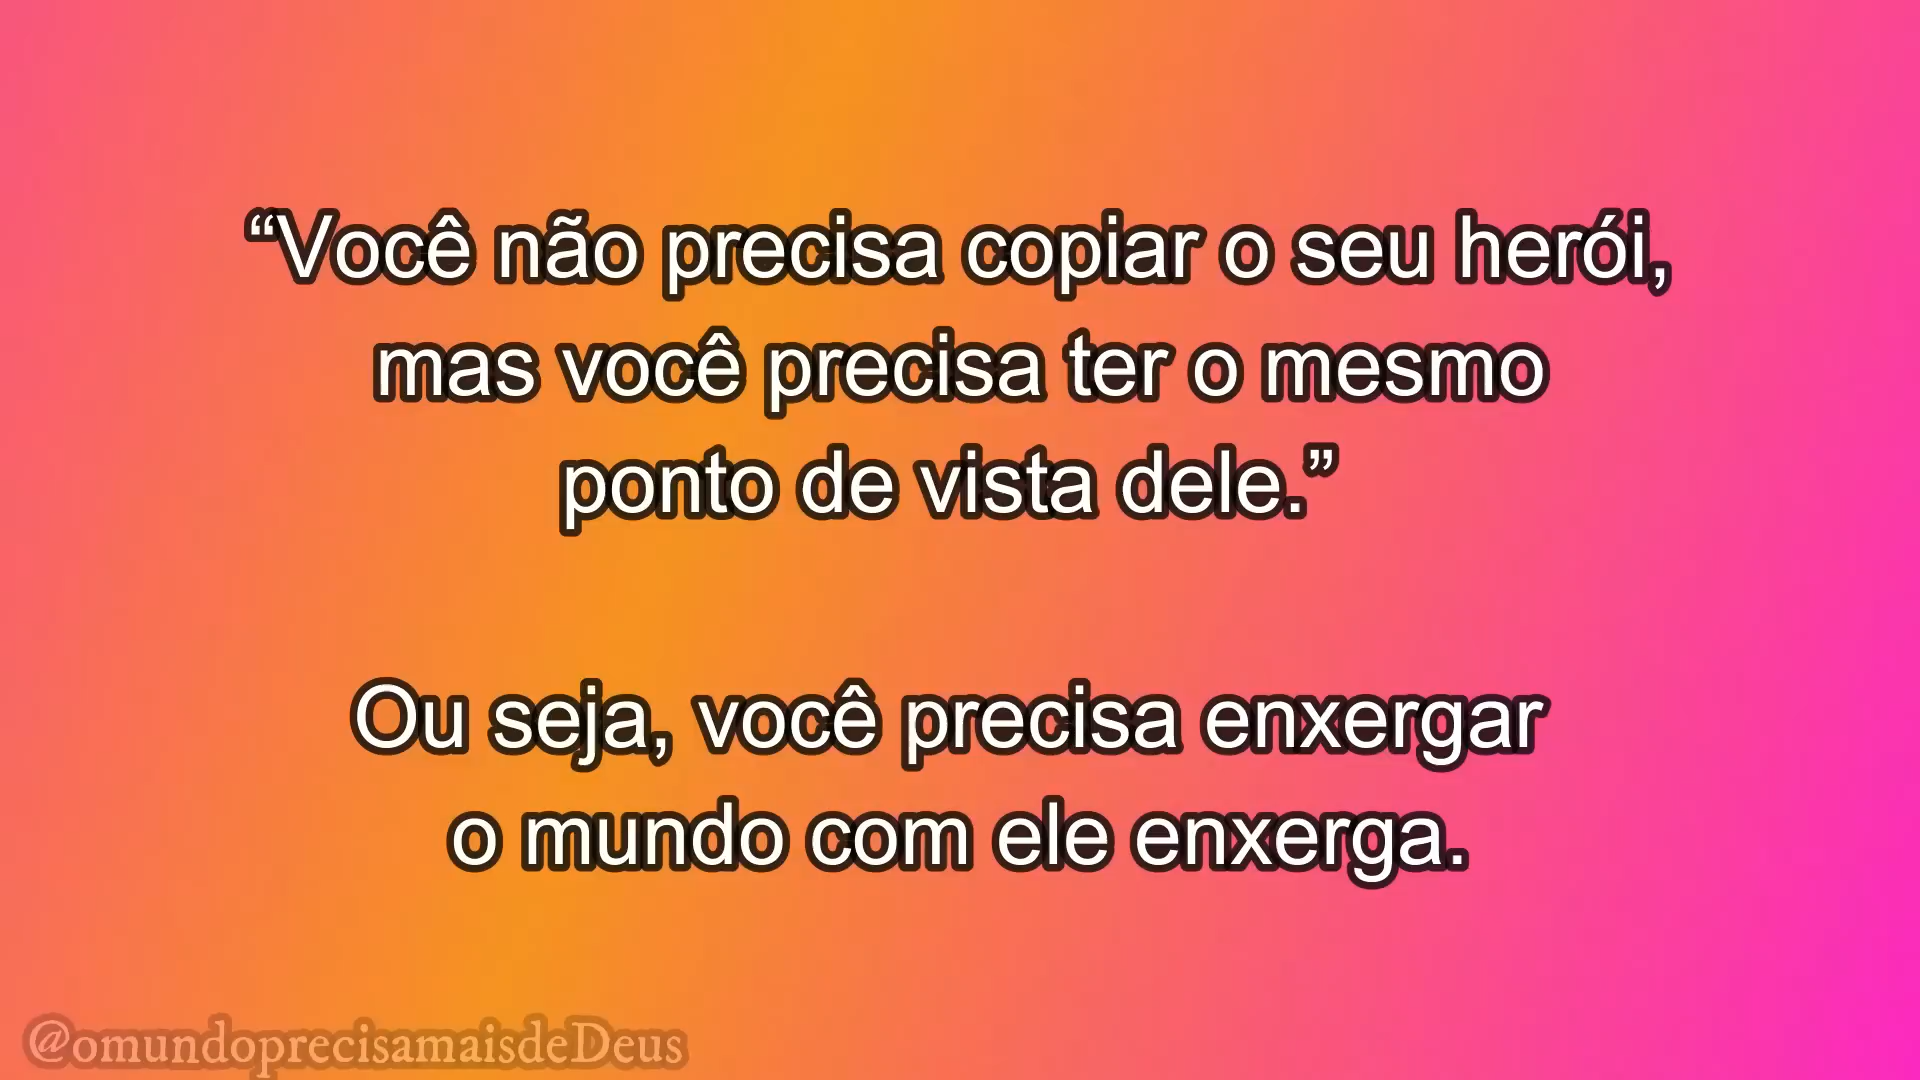 “Você não precisa copiar o seu herói,
mas você precisa ter o mesmo
ponto de vista dele.”
Ou seja, você precisa enxergar
o mundo com ele enxerga.
@omundoprecisamaisdeDeus